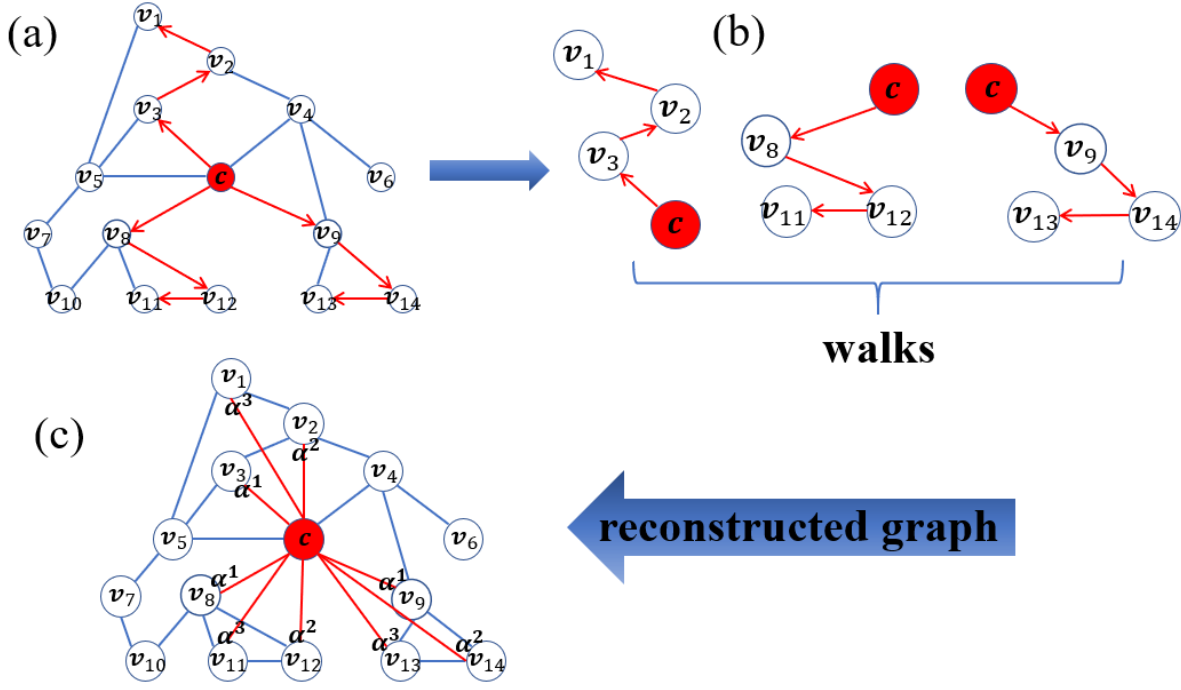 (a)
v₁
v₂
v₃
v₄
v₅
c
v₆
v₇
v₈
v₉
v₁₀
v₁₁
v₁₂
v₁₃
v₁₄
(b)
v₁
v₂
v₃
c
c
v₈
v₁₁
v₁₂
c
v₉
v₁₃
v₁₄
walks
(c)
v₁
α³
v₂
α²
v₃
α¹
v₄
v₅
c
v₆
v₇
v₈
α¹
α¹
v₉
v₁₀
α³
v₁₁
α²
v₁₂
α³
v₁₃
α²
v₁₄
reconstructed graph